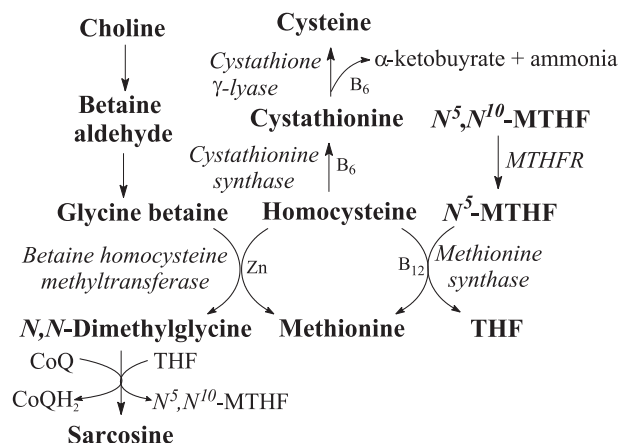 Choline
Cysteine
Cystathione
γ-lyase
α-ketobuyrate + ammonia
B6
Betaine
aldehyde
Cystathionine
N5,N10-MTHF
Cystathionine
synthase
B6
MTHFR
Glycine betaine
Homocysteine
N5-MTHF
Betaine homocysteine
methyltransferase
Zn
B12
Methionine
synthase
N,N-Dimethylglycine
Methionine
THF
CoQ
THF
CoQH2
N5,N10-MTHF
Sarcosine